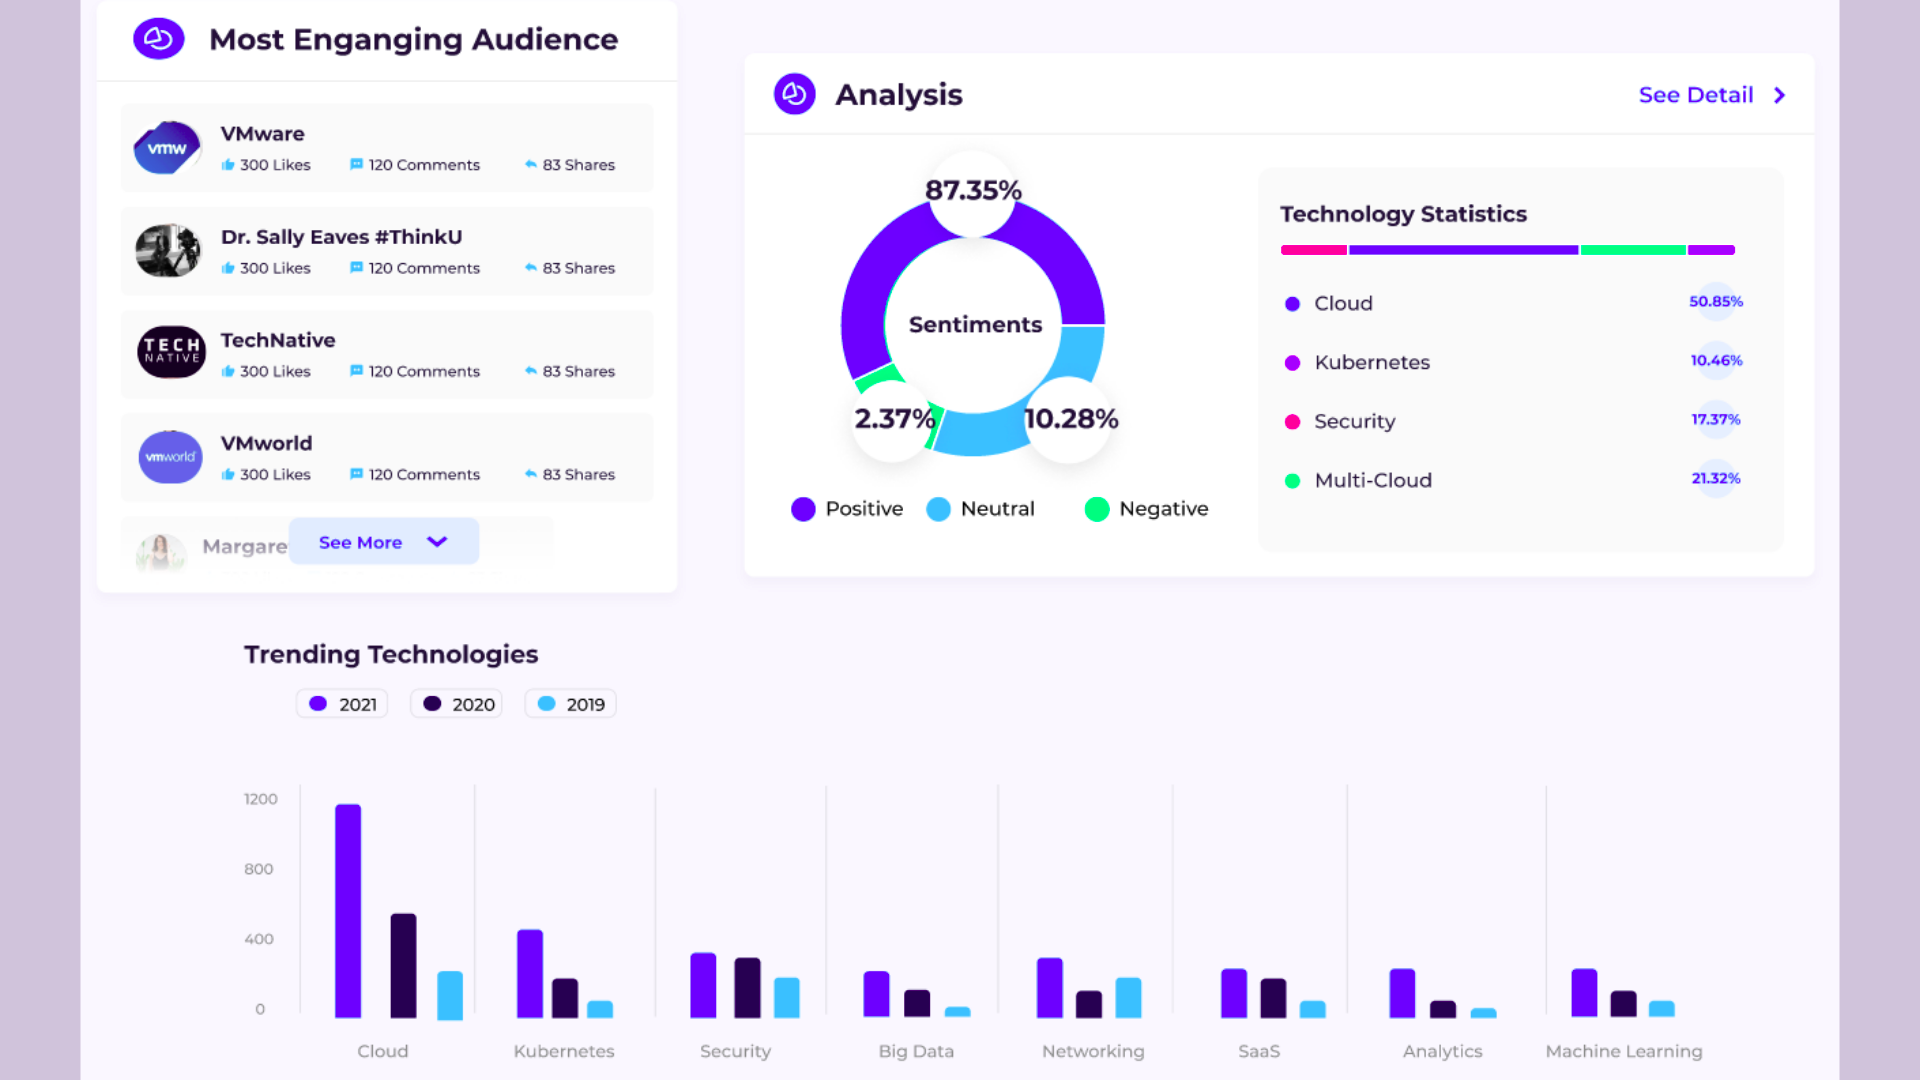 Most Enganging Audience
vmw
VMware
300 Likes 120 Comments 83 Shares
Dr. Sally Eaves #ThinkU
300 Likes 120 Comments 83 Shares
TECH
NATIVE
TechNative
300 Likes 120 Comments 83 Shares
vmworld
VMworld
300 Likes 120 Comments 83 Shares
Margare
See More
Analysis
See Detail
87.35%
Sentiments
2.37%
10.28%
Positive Neutral Negative
Technology Statistics
Cloud 50.85%
Kubernetes 10.46%
Security 17.37%
Multi-Cloud 21.32%
Trending Technologies
2021 2020 2019
1200
800
400
0
Cloud Kubernetes Security Big Data Networking SaaS Analytics Machine Learning